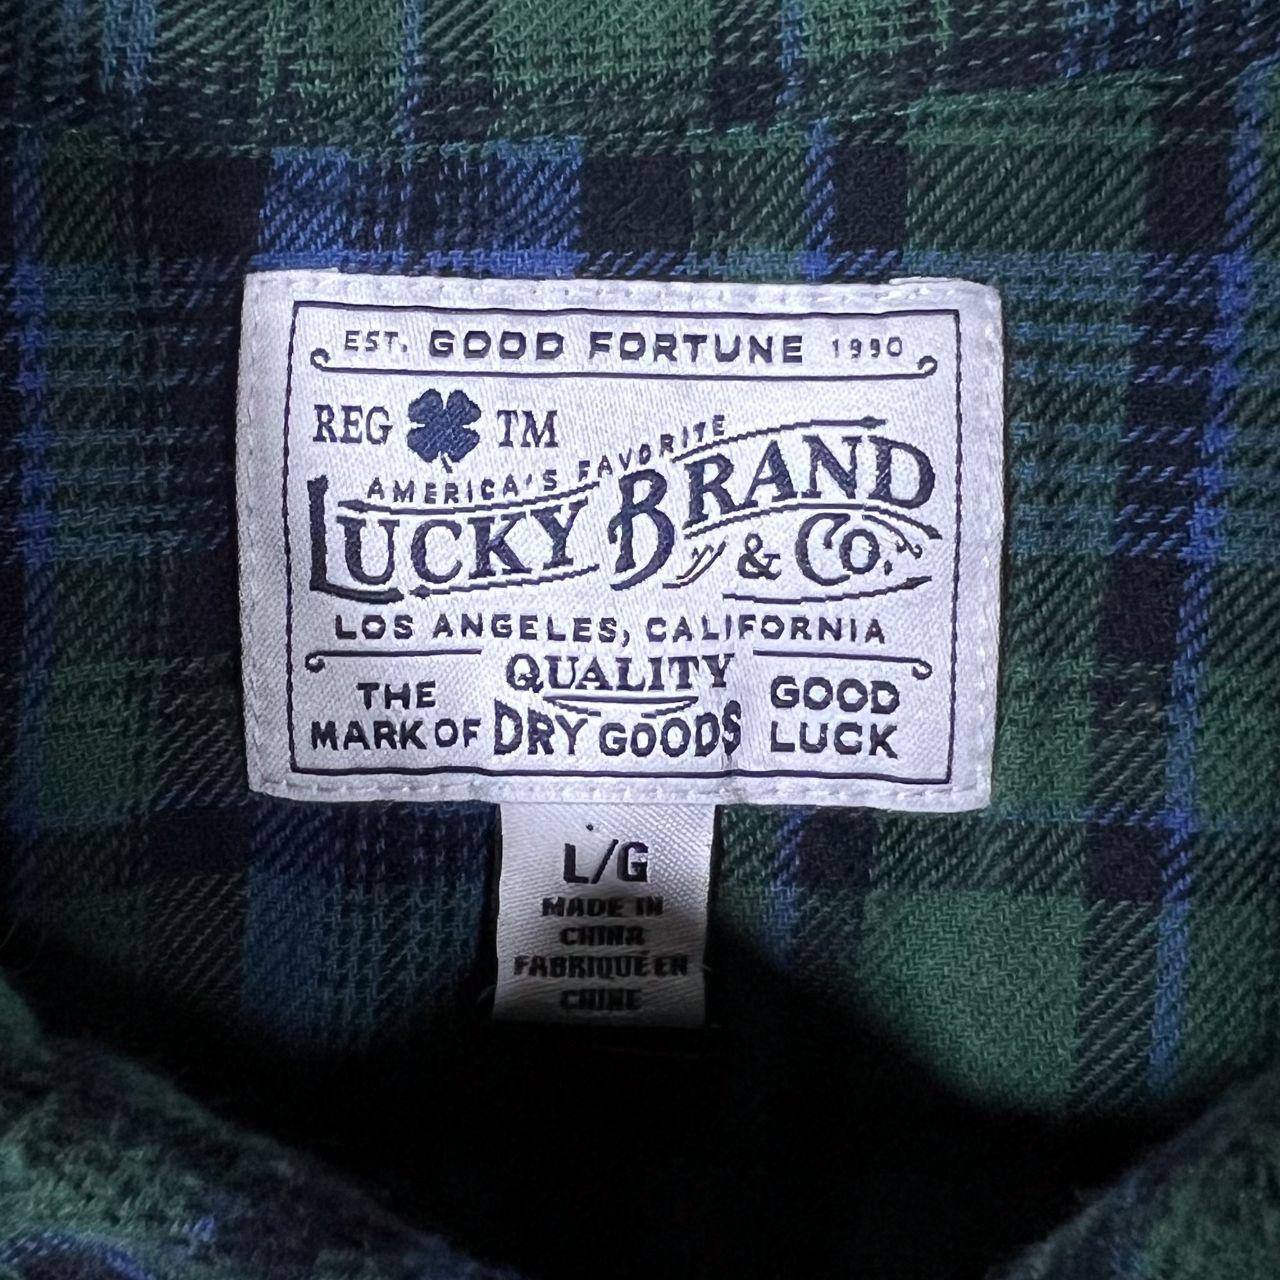 EST. GOOD FORTUNE 1990
REG TM
AMERICA'S FAVORITE
LUCKY BRAND
& CO.
LOS ANGELES, CALIFORNIA
THE MARK OF
QUALITY DRY GOODS
GOOD LUCK
L/G
MADE IN
CHINA
FABRIQUE EN
CHINE